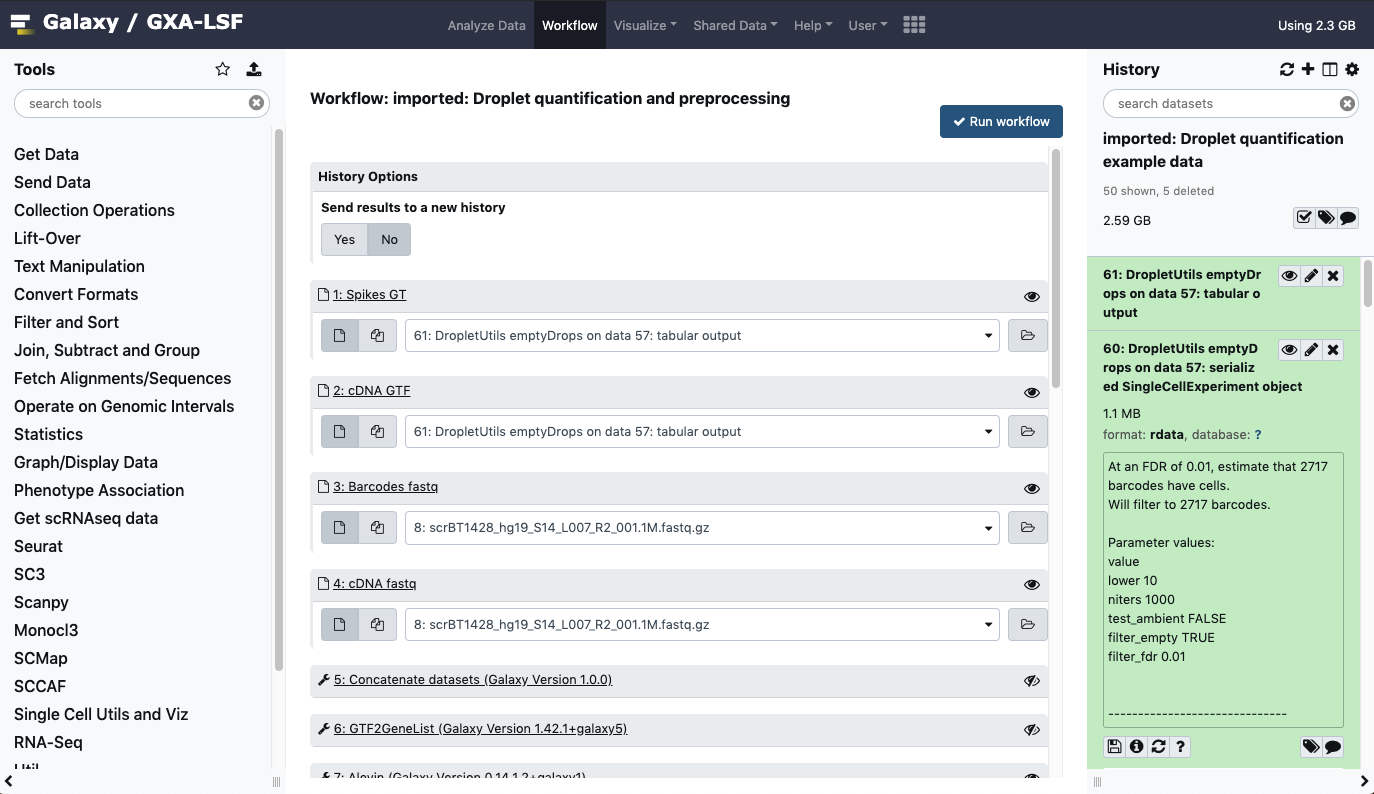 Galaxy / GXA-LSF
Analyze Data
Workflow
Visualize
Shared Data
Help
User
Using 2.3 GB
Tools
search tools
Get Data
Send Data
Collection Operations
Lift-Over
Text Manipulation
Convert Formats
Filter and Sort
Join, Subtract and Group
Fetch Alignments/Sequences
Operate on Genomic Intervals
Statistics
Graph/Display Data
Phenotype Association
Get scRNAseq data
Seurat
SC3
Scanpy
Monocl3
SCMap
SCCAF
Single Cell Utils and Viz
RNA-Seq
Util
Workflow: imported: Droplet quantification and preprocessing
Run workflow
History Options
Send results to a new history
Yes
No
1: Spikes GT
61: DropletUtils emptyDrops on data 57: tabular output
2: cDNA GTF
61: DropletUtils emptyDrops on data 57: tabular output
3: Barcodes fastq
8: scrBT1428_hg19_S14_L007_R2_001.1M.fastq.gz
4: cDNA fastq
8: scrBT1428_hg19_S14_L007_R2_001.1M.fastq.gz
5: Concatenate datasets (Galaxy Version 1.0.0)
6: GTF2GeneList (Galaxy Version 1.42.1+galaxy5)
7: Alevin (Galaxy Version 0.14.1.2+galaxy1)
History
search datasets
imported: Droplet quantification
example data
50 shown, 5 deleted
2.59 GB
61: DropletUtils emptyDr
ops on data 57: tabular o
utput
60: DropletUtils emptyD
rops on data 57: serializ
ed SingleCellExperiment object
1.1 MB
format: rdata, database: ?
At an FDR of 0.01, estimate that 2717
barcodes have cells.
Will filter to 2717 barcodes.
Parameter values:
value
lower 10
niters 1000
test_ambient FALSE
filter_empty TRUE
filter_fdr 0.01
------------------------------